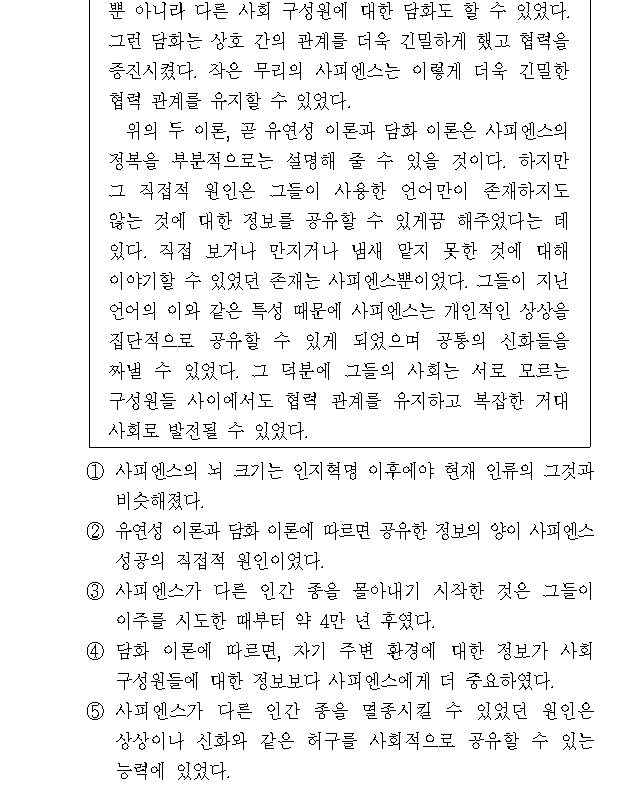 뿐 아니라 다른 사회 구성원에 대한 담화도 할 수 있었다.
그런 담화는 상호 간의 관계를 더욱 긴밀하게 했고 협력을
증진시켰다. 작은 무리의 사피엔스는 이렇게 더욱 긴밀한
협력 관계를 유지할 수 있었다.
위의 두 이론, 곧 유연성 이론과 담화 이론은 사피엔스의
정복을 부분적으로는 설명해 줄 수 있을 것이다. 하지만
그 직접적 원인은 그들이 사용한 언어만이 존재하지도
않는 것에 대한 정보를 공유할 수 있게끔 해주었다는 데
있다. 직접 보거나 만지거나 냄새 맡지 못한 것에 대해
이야기할 수 있었던 존재는 사피엔스뿐이었다. 그들이 지닌
언어의 이와 같은 특성 때문에 사피엔스는 개인적인 상상을
집단적으로 공유할 수 있게 되었으며 공통의 신화들을
짜낼 수 있었다. 그 덕분에 그들의 사회는 서로 모르는
구성원들 사이에서도 협력 관계를 유지하고 복잡한 거대
사회로 발전될 수 있었다.
① 사피엔스의 뇌 크기는 인지혁명 이후에야 현재 인류의 그것과
비슷해졌다.
② 유연성 이론과 담화 이론에 따르면 공유한 정보의 양이 사피엔스
성공의 직접적 원인이었다.
③ 사피엔스가 다른 인간 종을 몰아내기 시작한 것은 그들이
이주를 시도한 때부터 약 4만 년 후였다.
④ 담화 이론에 따르면, 자기 주변 환경에 대한 정보가 사회
구성원들에 대한 정보보다 사피엔스에게 더 중요하였다.
⑤ 사피엔스가 다른 인간 종을 멸종시킬 수 있었던 원인은
상상이나 신화와 같은 허구를 사회적으로 공유할 수 있는
능력에 있었다.